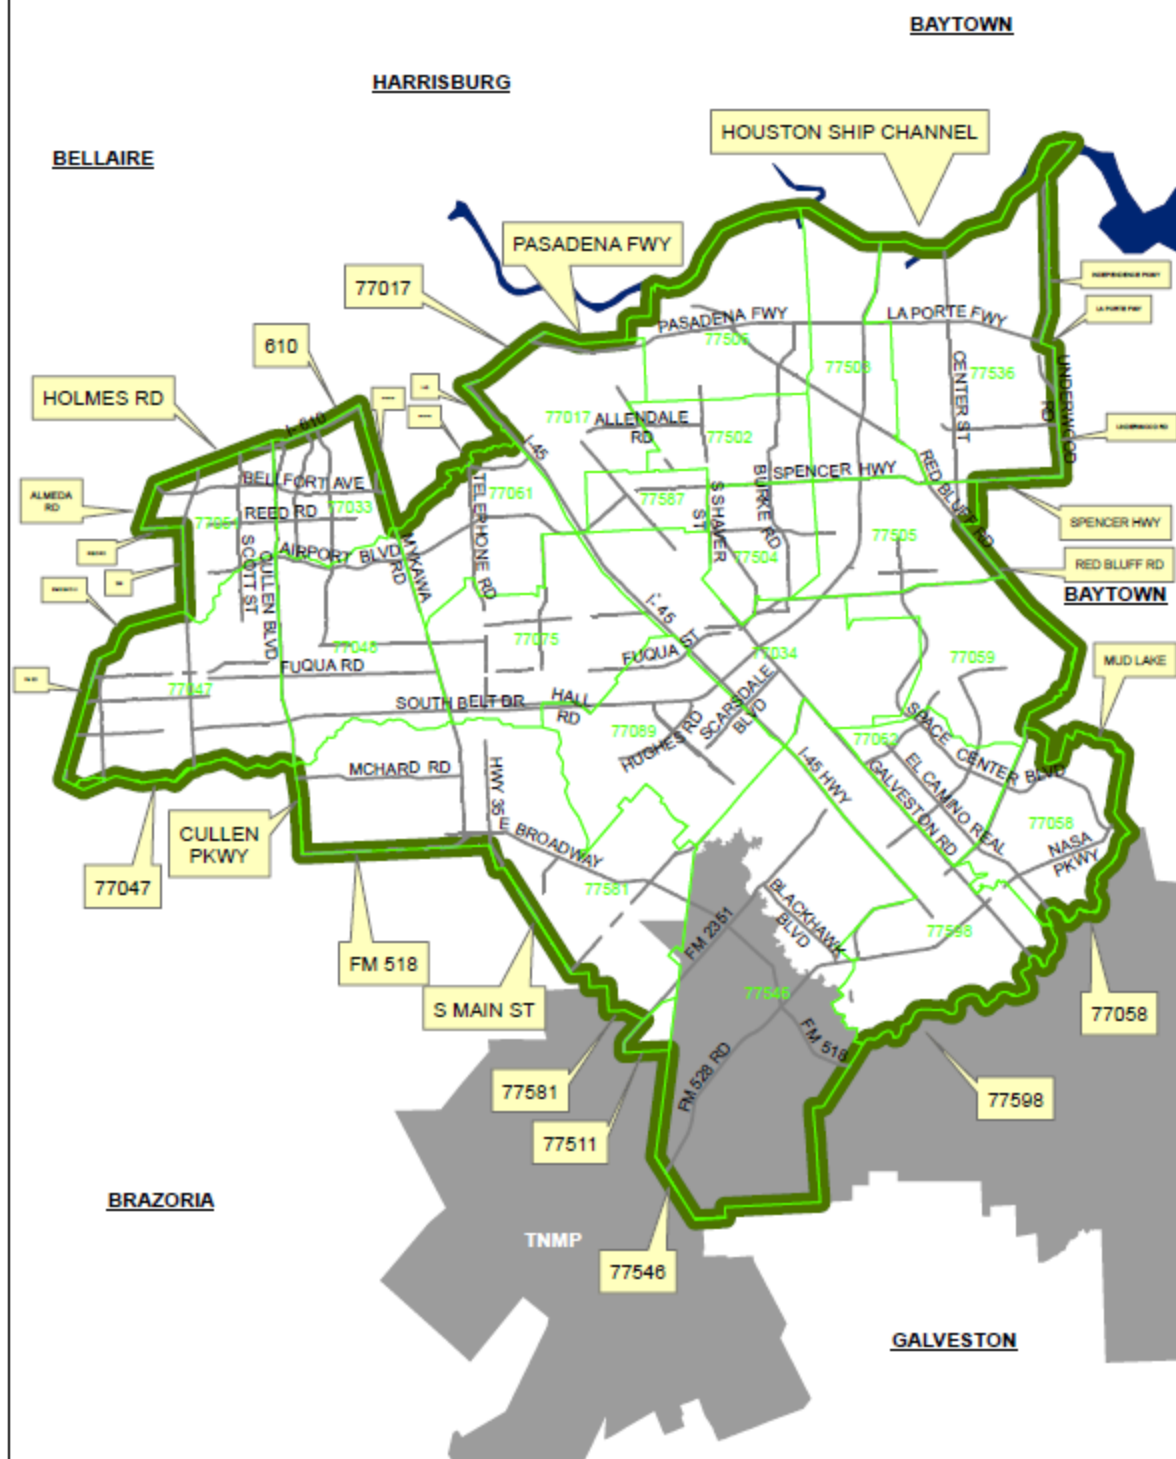 BAYTOWN
HARRISBURG
BELLAIRE
HOUSTON SHIP CHANNEL
PASADENA FWY
77017
INDEPENDENCE PKWY
LA PORTE FWY
PASADENA FWY
LA PORTE FWY
77506
610
77503
77536
CENTER ST
UNDERWOOD
RD
HOLMES RD
I-610
77017
ALLENDALE
RD
77502
UNDERWOOD RD
I-45
BELLFORT AVE
SPENCER HWY
RED BLUFF RD
ALMEDA
RD
77033
77061
77587
REED RD
TELEPHONE RD
S SHAVER
ST
BURKE RD
SPENCER HWY
SCOTT ST
CULLEN BLVD
AIRPORT BLVD
MYKAWA
RD
77504
77505
RED BLUFF RD
BAYTOWN
I-45
77048
77075
FUQUA ST
77034
77059
MUD LAKE
FUQUA RD
77047
SOUTH BELT DR
HALL
RD
SCARSDALE
BLVD
HUGHES RD
77089
77062
SPACE CENTER BLVD
I-45 HWY
GALVESTON RD
EL CAMINO REAL
MCHARD RD
HWY 35
77058
NASA
PKWY
CULLEN
PKWY
E BROADWAY
77047
77581
BLACKHAWK
BLVD
FM 2351
77598
FM 518
S MAIN ST
77546
77058
FM 518
FM 528 RD
77581
77598
77511
BRAZORIA
TNMP
77546
GALVESTON